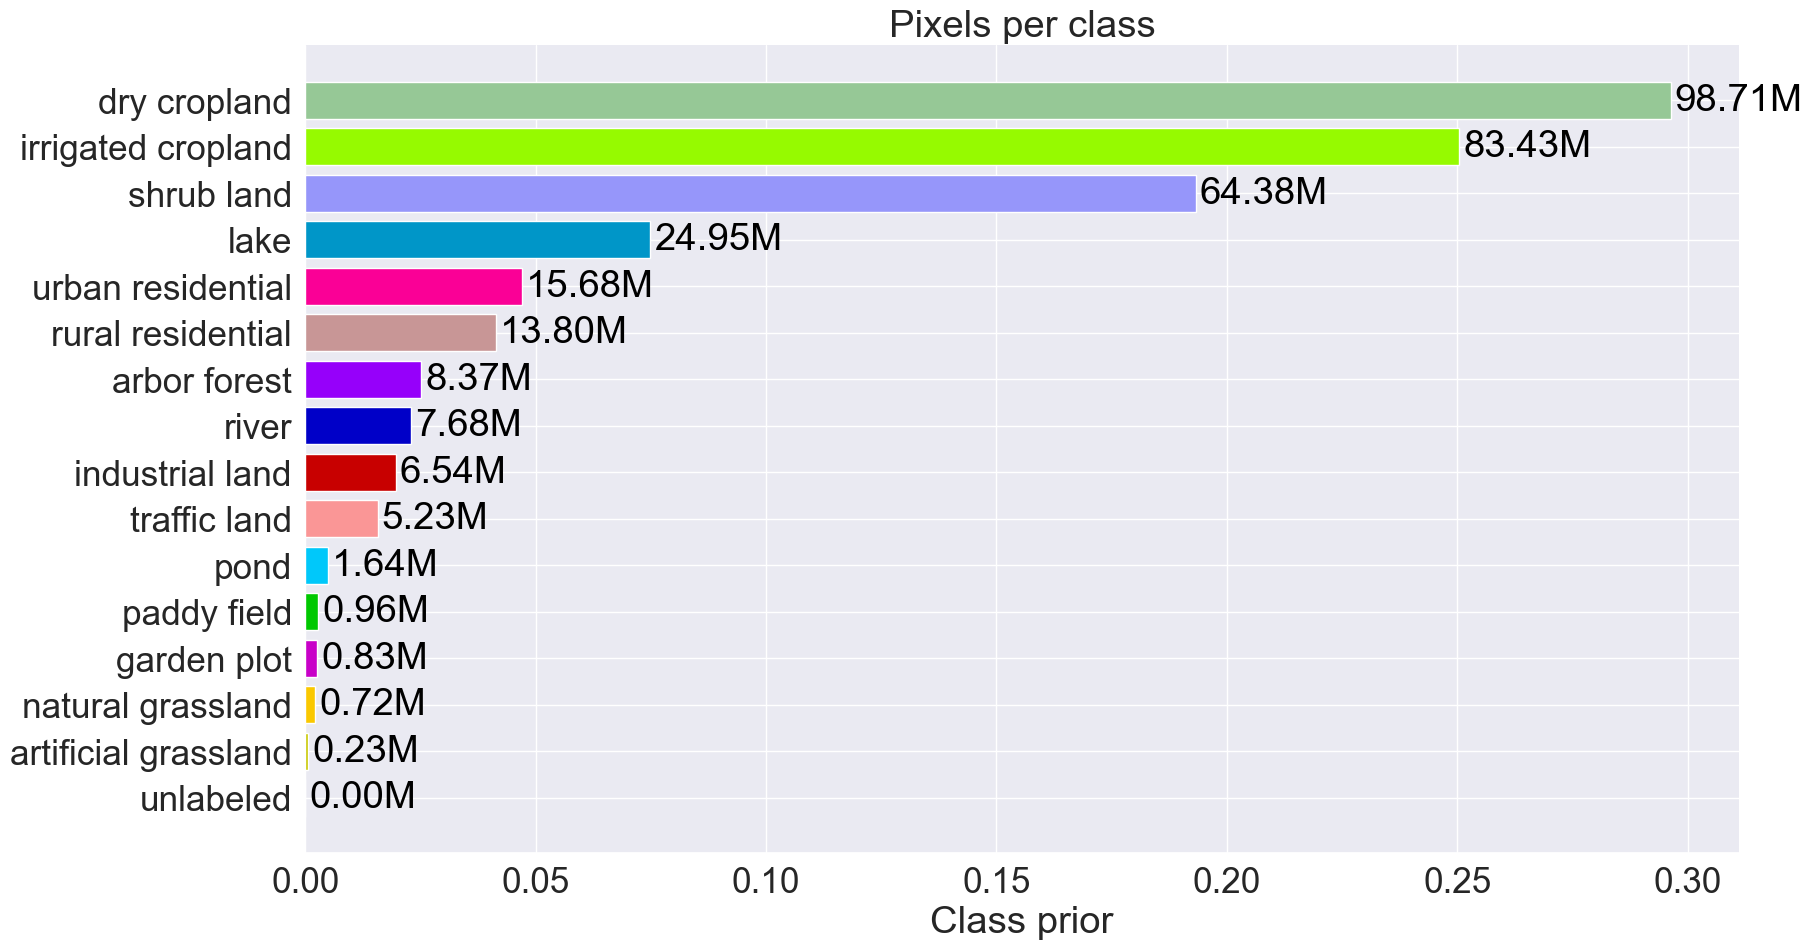 Pixels per class
dry cropland 98.71M
irrigated cropland 83.43M
shrub land 64.38M
lake 24.95M
urban residential 15.68M
rural residential 13.80M
arbor forest 8.37M
river 7.68M
industrial land 6.54M
traffic land 5.23M
pond 1.64M
paddy field 0.96M
garden plot 0.83M
natural grassland 0.72M
artificial grassland 0.23M
unlabeled 0.00M
0.00 0.05 0.10 0.15 0.20 0.25 0.30
Class prior